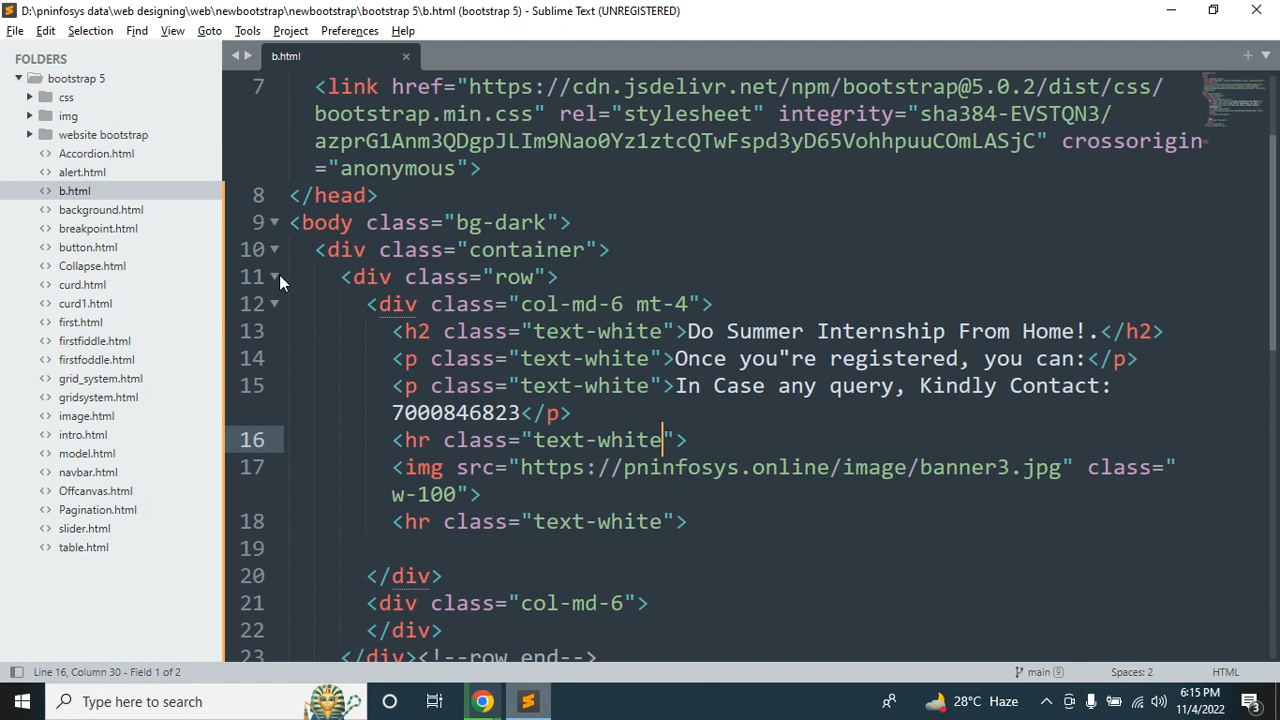 D:\pninfosys data\web designing\web\newbootstrap\newbootstrap\bootstrap 5\b.html (bootstrap 5) - Sublime Text (UNREGISTERED)
File Edit Selection Find View Goto Tools Project Preferences Help
FOLDERS
bootstrap 5
css
img
website bootstrap
Accordion.html
alert.html
b.html
background.html
breakpoint.html
button.html
Collapse.html
curd.html
curd1.html
first.html
firstfiddle.html
firstfoddle.html
grid_system.html
gridsystem.html
image.html
intro.html
model.html
navbar.html
Offcanvas.html
Pagination.html
slider.html
table.html
b.html
7 <link href="https://cdn.jsdelivr.net/npm/bootstrap@5.0.2/dist/css/
bootstrap.min.css" rel="stylesheet" integrity="sha384-EVSTQN3/
azprG1Anm3QDgpJLIm9Nao0Yz1ztcQTwFspd3yD65VohhpuuCOmLASjC" crossorigin
="anonymous">
8 </head>
9 <body class="bg-dark">
10 <div class="container">
11 <div class="row">
12 <div class="col-md-6 mt-4">
13 <h2 class="text-white">Do Summer Internship From Home!.</h2>
14 <p class="text-white">Once you"re registered, you can:</p>
15 <p class="text-white">In Case any query, Kindly Contact:
7000846823</p>
16 <hr class="text-white">
17 <img src="https://pninfosys.online/image/banner3.jpg" class="
w-100">
18 <hr class="text-white">
19
20 </div>
21 <div class="col-md-6">
22 </div>
23 </div><!--row end-->
Line 16, Column 30 - Field 1 of 2
main 9
Spaces: 2
HTML
Type here to search
28°C Haze
6:15 PM
11/4/2022
3